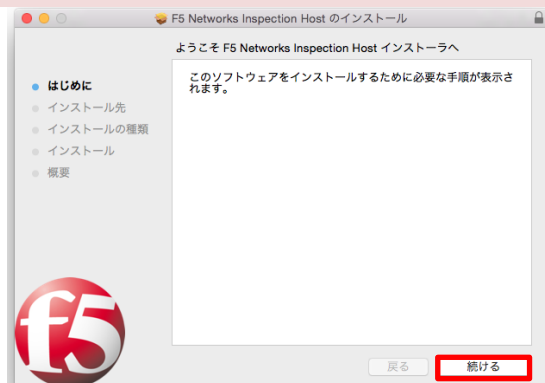 F5 Networks Inspection Host のインストール
ようこそ F5 Networks Inspection Host インストーラへ
はじめに
インストール先
インストールの種類
インストール
概要
このソフトウェアをインストールするために必要な手順が表示さ
れます。
f5
戻る
続ける